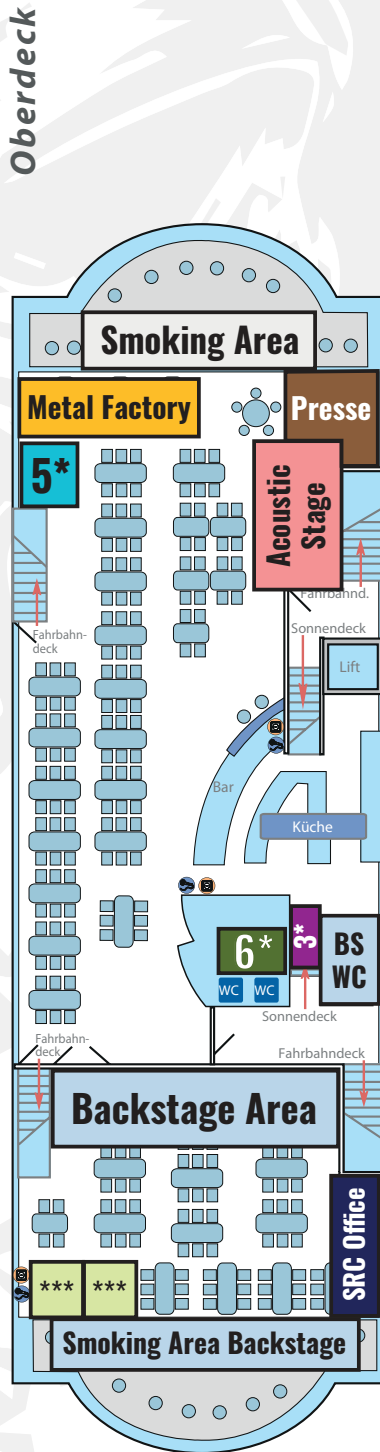 Oberdeck
Smoking Area
Metal Factory
Presse
5*
Acoustic
Stage
Fahrbahnd.
Fahrbahn-
deck
Sonnendeck
Lift
Bar
Küche
6*
3*
BS
WC
WC
WC
Sonnendeck
Fahrbahn-
deck
Fahrbahndeck
Backstage Area
SRC Office
***
***
Smoking Area Backstage